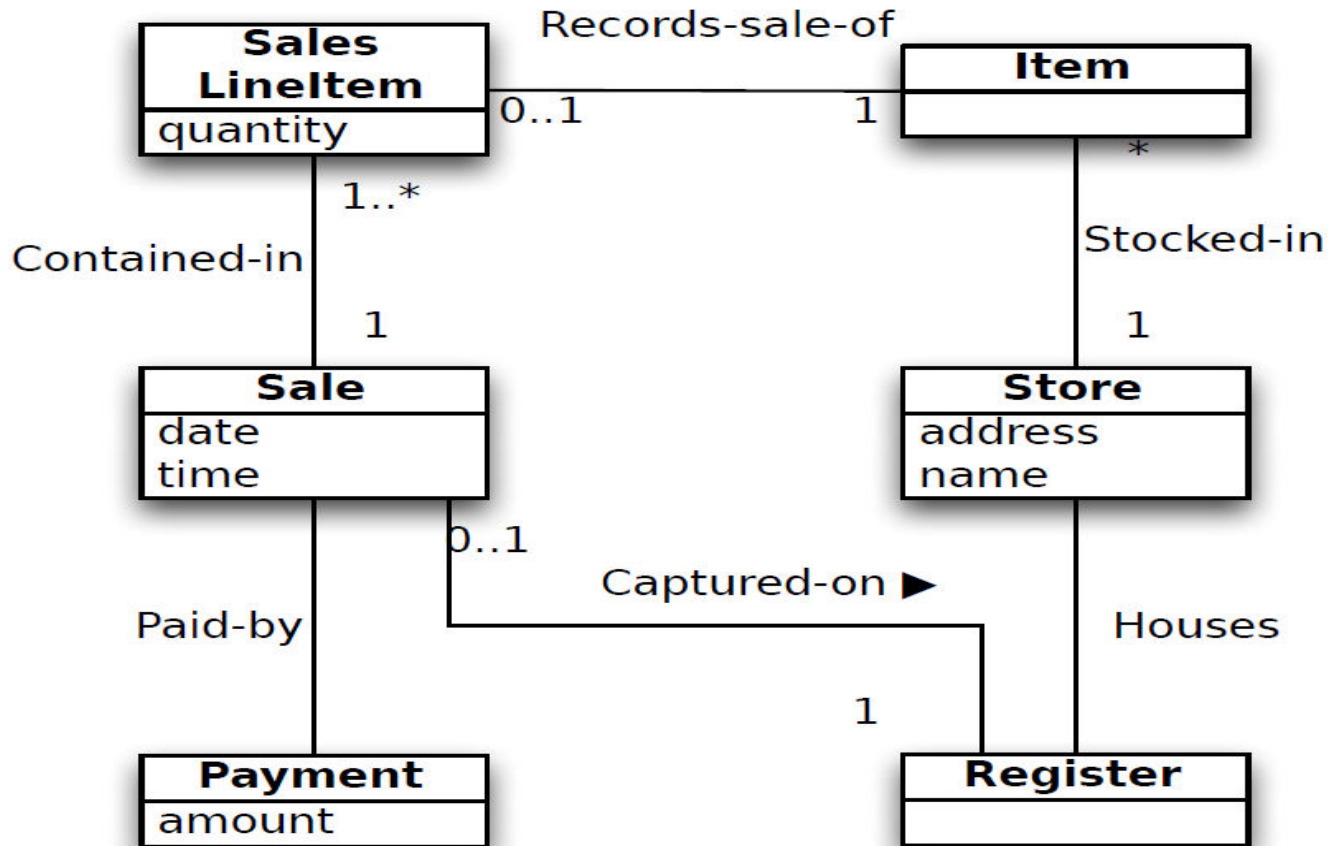 Records-sale-of
Sales
LineItem
quantity
0..1
1
Item
*
1..*
Contained-in
Stocked-in
1
1
Sale
date
time
Store
address
name
0..1
Captured-on ▶
Paid-by
Houses
1
Payment
amount
Register